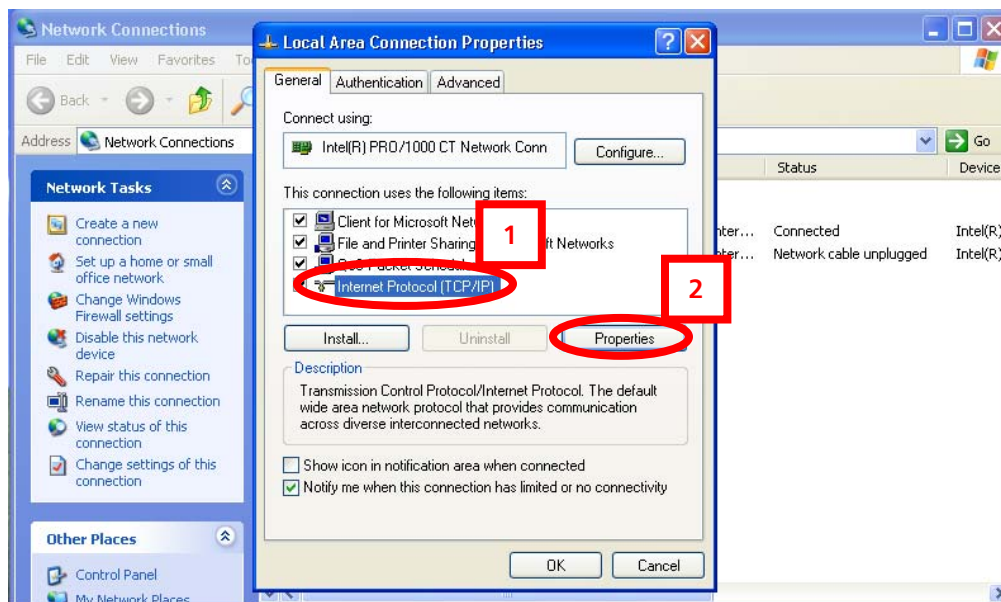 Network Connections
File Edit View Favorites
Back
Address Network Connections
Go
Status Device
Network Tasks
Create a new
connection
Set up a home or small
office network
Change Windows
Firewall settings
Disable this network
device
Repair this connection
Rename this connection
View status of this
connection
Change settings of this
connection
Other Places
Control Panel
My Network Places
Local Area Connection Properties
General Authentication Advanced
Connect using:
Intel(R) PRO/1000 CT Network Conn
Configure...
This connection uses the following items:
Client for Microsoft
File and Printer Sharing Networks
QoS Packet
Internet Protocol (TCP/IP)
1
2
Install... Uninstall Properties
Description
Transmission Control Protocol/Internet Protocol. The default
wide area network protocol that provides communication
across diverse interconnected networks.
Show icon in notification area when connected
Notify me when this connection has limited or no connectivity
OK Cancel
Connected Intel(R)
Network cable unplugged Intel(R)